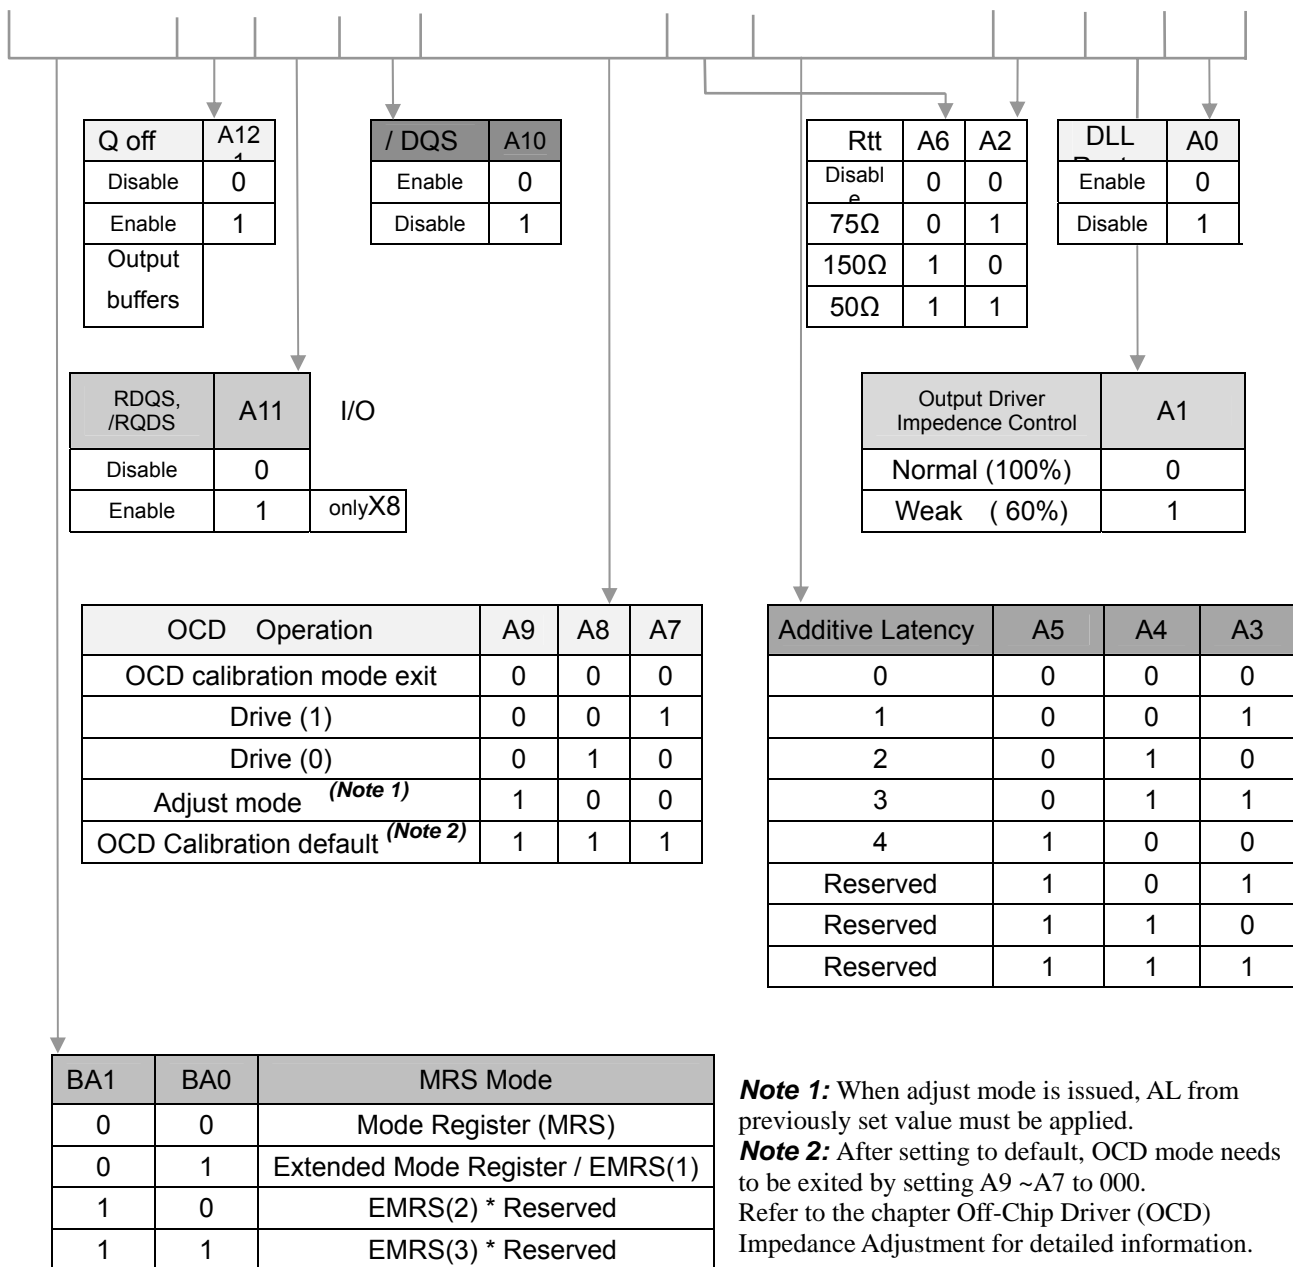 Q off A12
Disable 0
Enable 1
Output
buffers
/ DQS A10
Enable 0
Disable 1
Rtt A6 A2
Disabl
e 0 0
75Ω 0 1
150Ω 1 0
50Ω 1 1
DLL A0
Enable 0
Disable 1
RDQS,
/RQDS A11 I/O
Disable 0
Enable 1 onlyX8
Output Driver
Impedence Control A1
Normal (100%) 0
Weak ( 60%) 1
OCD Operation A9 A8 A7
OCD calibration mode exit 0 0 0
Drive (1) 0 0 1
Drive (0) 0 1 0
Adjust mode (Note 1) 1 0 0
OCD Calibration default (Note 2) 1 1 1
Additive Latency A5 A4 A3
0 0 0 0
1 0 0 1
2 0 1 0
3 0 1 1
4 1 0 0
Reserved 1 0 1
Reserved 1 1 0
Reserved 1 1 1
BA1 BA0 MRS Mode
0 0 Mode Register (MRS)
0 1 Extended Mode Register / EMRS(1)
1 0 EMRS(2) * Reserved
1 1 EMRS(3) * Reserved
Note 1: When adjust mode is issued, AL from
previously set value must be applied.
Note 2: After setting to default, OCD mode needs
to be exited by setting A9 ~A7 to 000.
Refer to the chapter Off-Chip Driver (OCD)
Impedance Adjustment for detailed information.